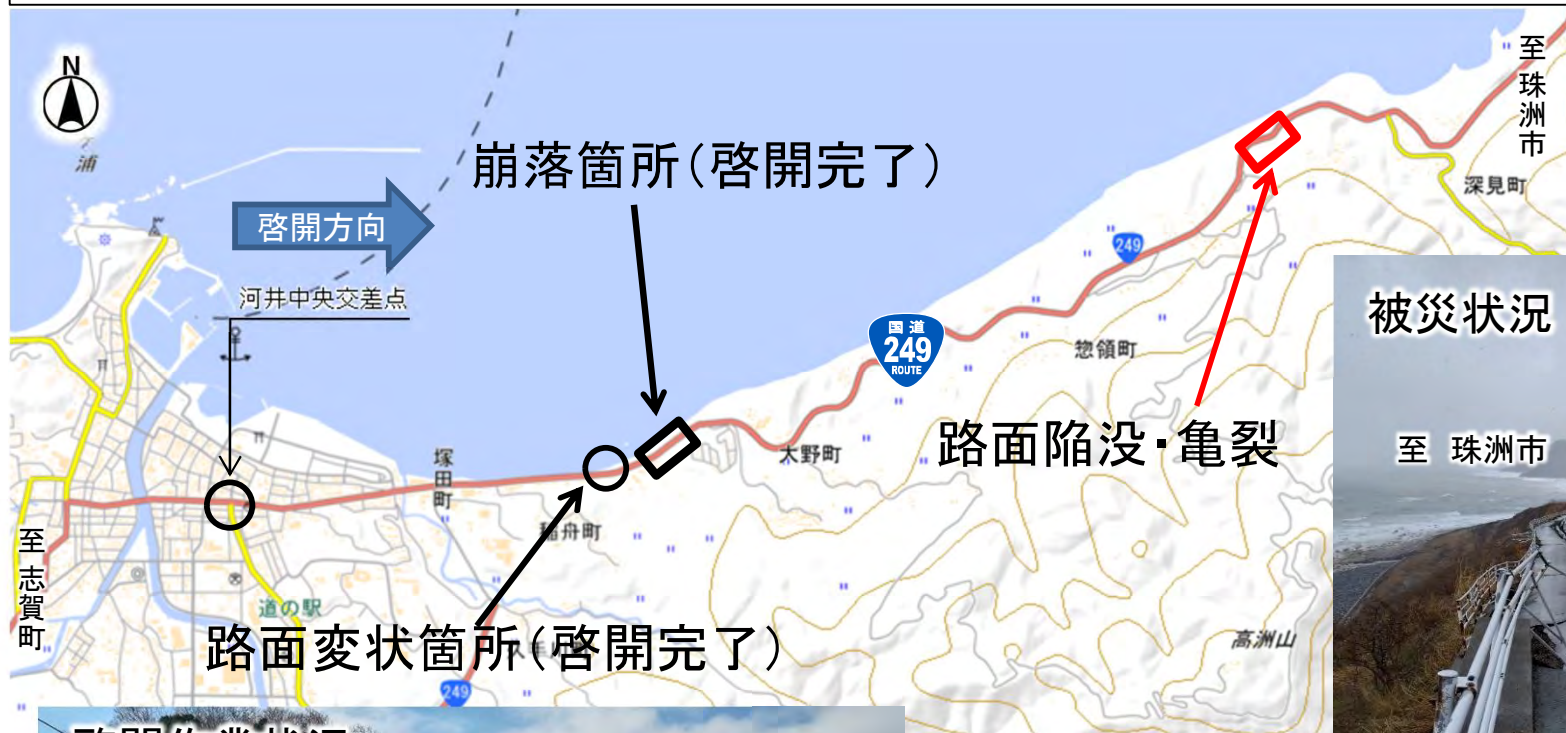 N
浦
崩落箇所(啓開完了)
啓開方向
河井中央交差点
至 珠洲市
深見町
249
国道
249
ROUTE
惣領町
被災状況
至 珠洲市
路面陥没・亀裂
大野町
塚田町
稲舟町
至 志賀町
道の駅
路面変状箇所(啓開完了)
高洲山
249